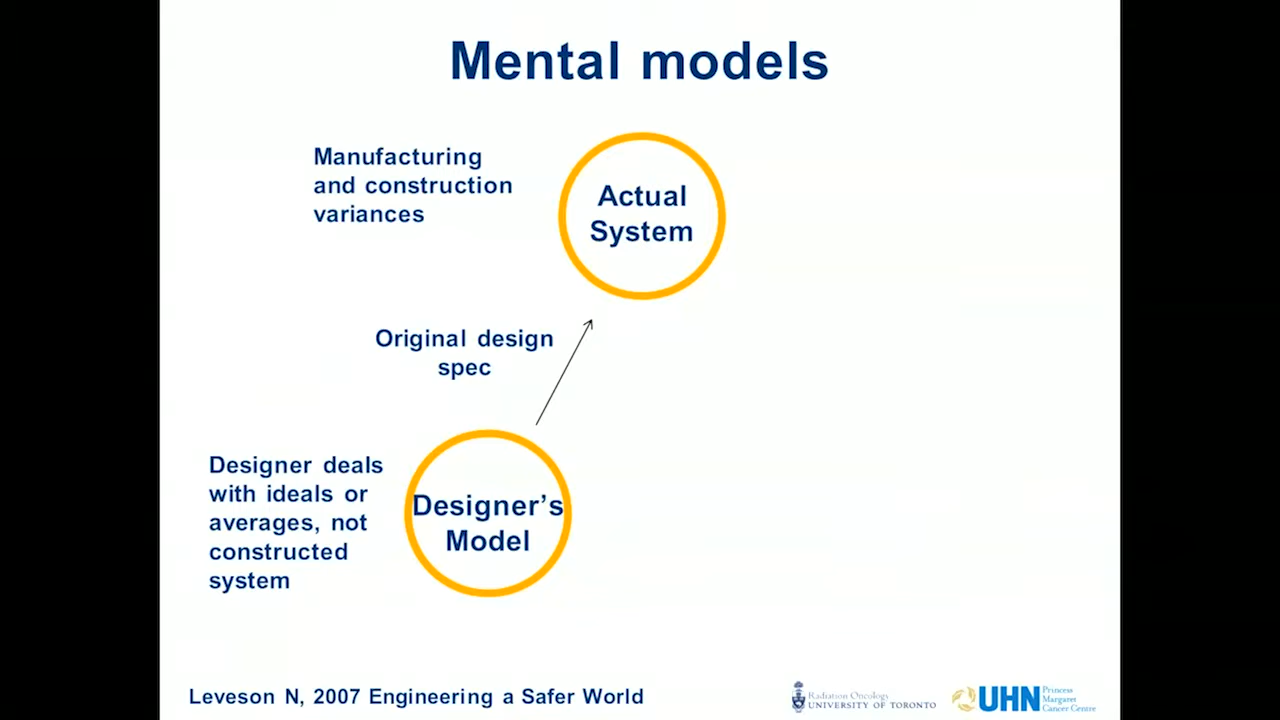 Mental models
Manufacturing
and construction
variances
Actual
System
Original design
spec
Designer deals
with ideals or
averages, not
constructed
system
Designer’s
Model
Leveson N, 2007 Engineering a Safer World
Radiation Oncology
UNIVERSITY OF TORONTO
UHN
Princess
Margaret
Cancer Centre